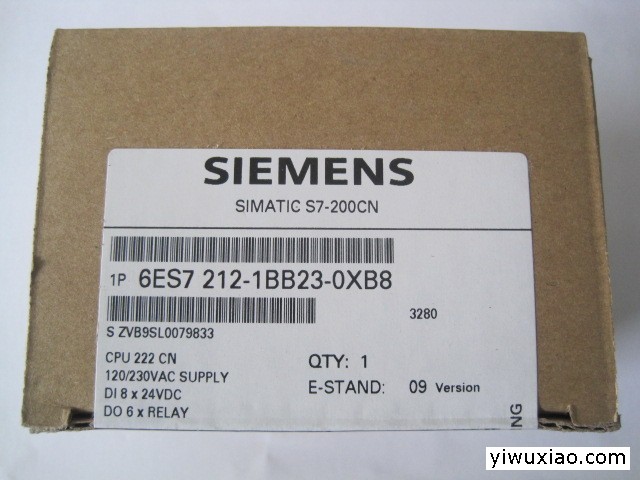 SIEMENS
SIMATIC S7-200CN
1P 6ES7 212-1BB23-0XB8
3280
S ZVB9SL0079833
CPU 222 CN
120/230VAC SUPPLY
DI 8 x 24VDC
DO 6 x RELAY
QTY: 1
E-STAND: 09 Version
NG
yiwuxiao.com